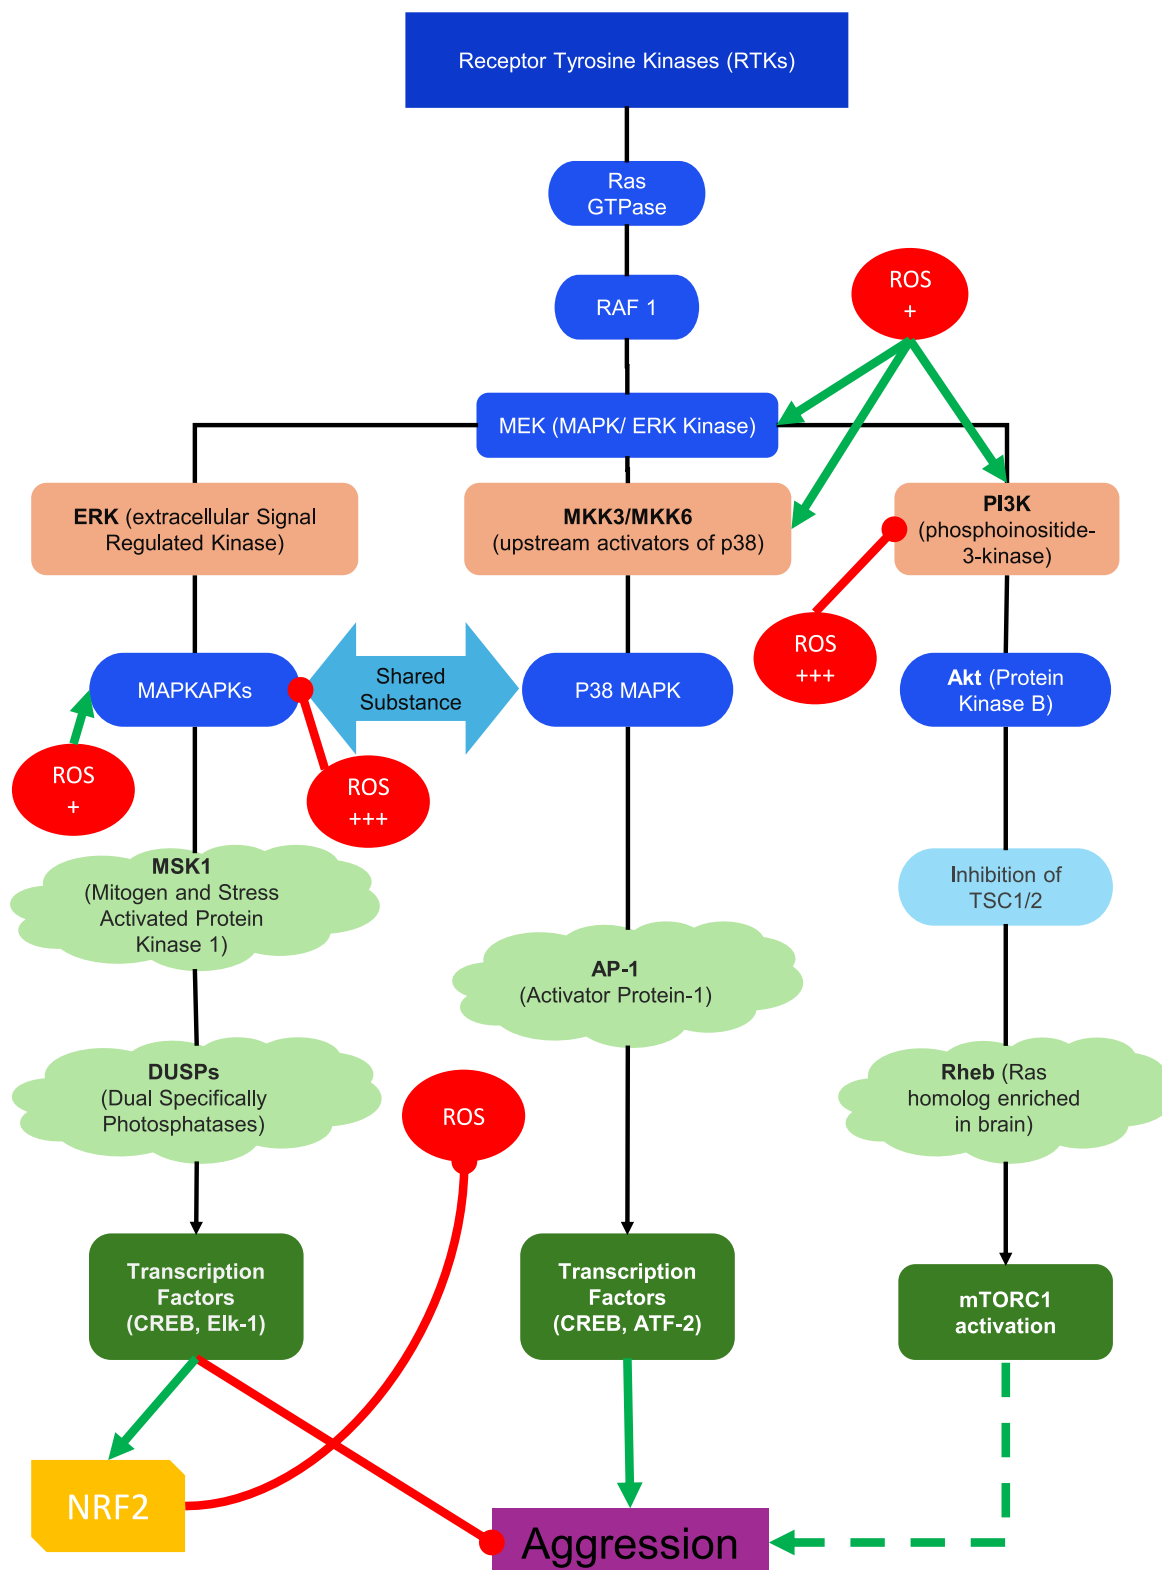 Receptor Tyrosine Kinases (RTKs)
Ras
GTPase
RAF 1
ROS
+
MEK (MAPK/ ERK Kinase)
ERK (extracellular Signal
Regulated Kinase)
MKK3/MKK6
(upstream activators of p38)
PI3K
(phosphoinositide-
3-kinase)
ROS
+++
MAPKAPKs
Shared
Substance
P38 MAPK
Akt (Protein
Kinase B)
ROS
+
ROS
+++
MSK1
(Mitogen and Stress
Activated Protein
Kinase 1)
Inhibition of
TSC1/2
AP-1
(Activator Protein-1)
DUSPs
(Dual Specifically
Photosphatases)
ROS
Rheb (Ras
homolog enriched
in brain)
Transcription
Factors
(CREB, Elk-1)
Transcription
Factors
(CREB, ATF-2)
mTORC1
activation
NRF2
Aggression